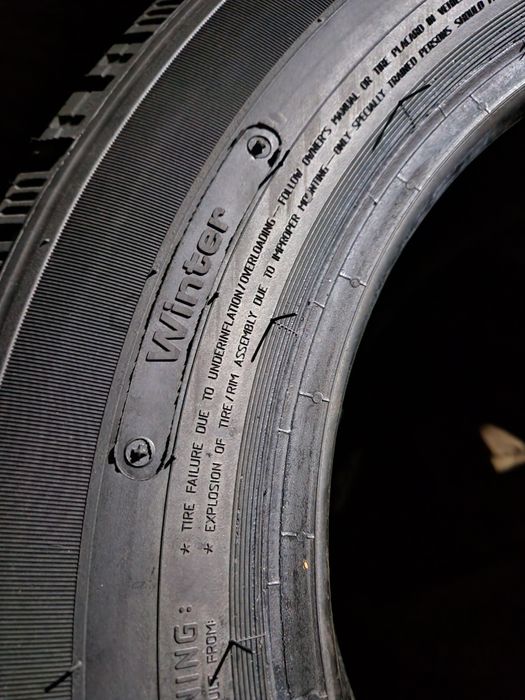 Winter
NING:
FROM:
* TIRE FAILURE DUE TO UNDERINFLATION/OVERLOADING - FOLLOW OWNER'S MANUAL OR TIRE PLACARD IN
* EXPLOSION OF TIRE/RIM ASSEMBLY DUE TO IMPROPER MOUNTING - ONLY SPECIALLY TRAINED PERSONS SHOULD